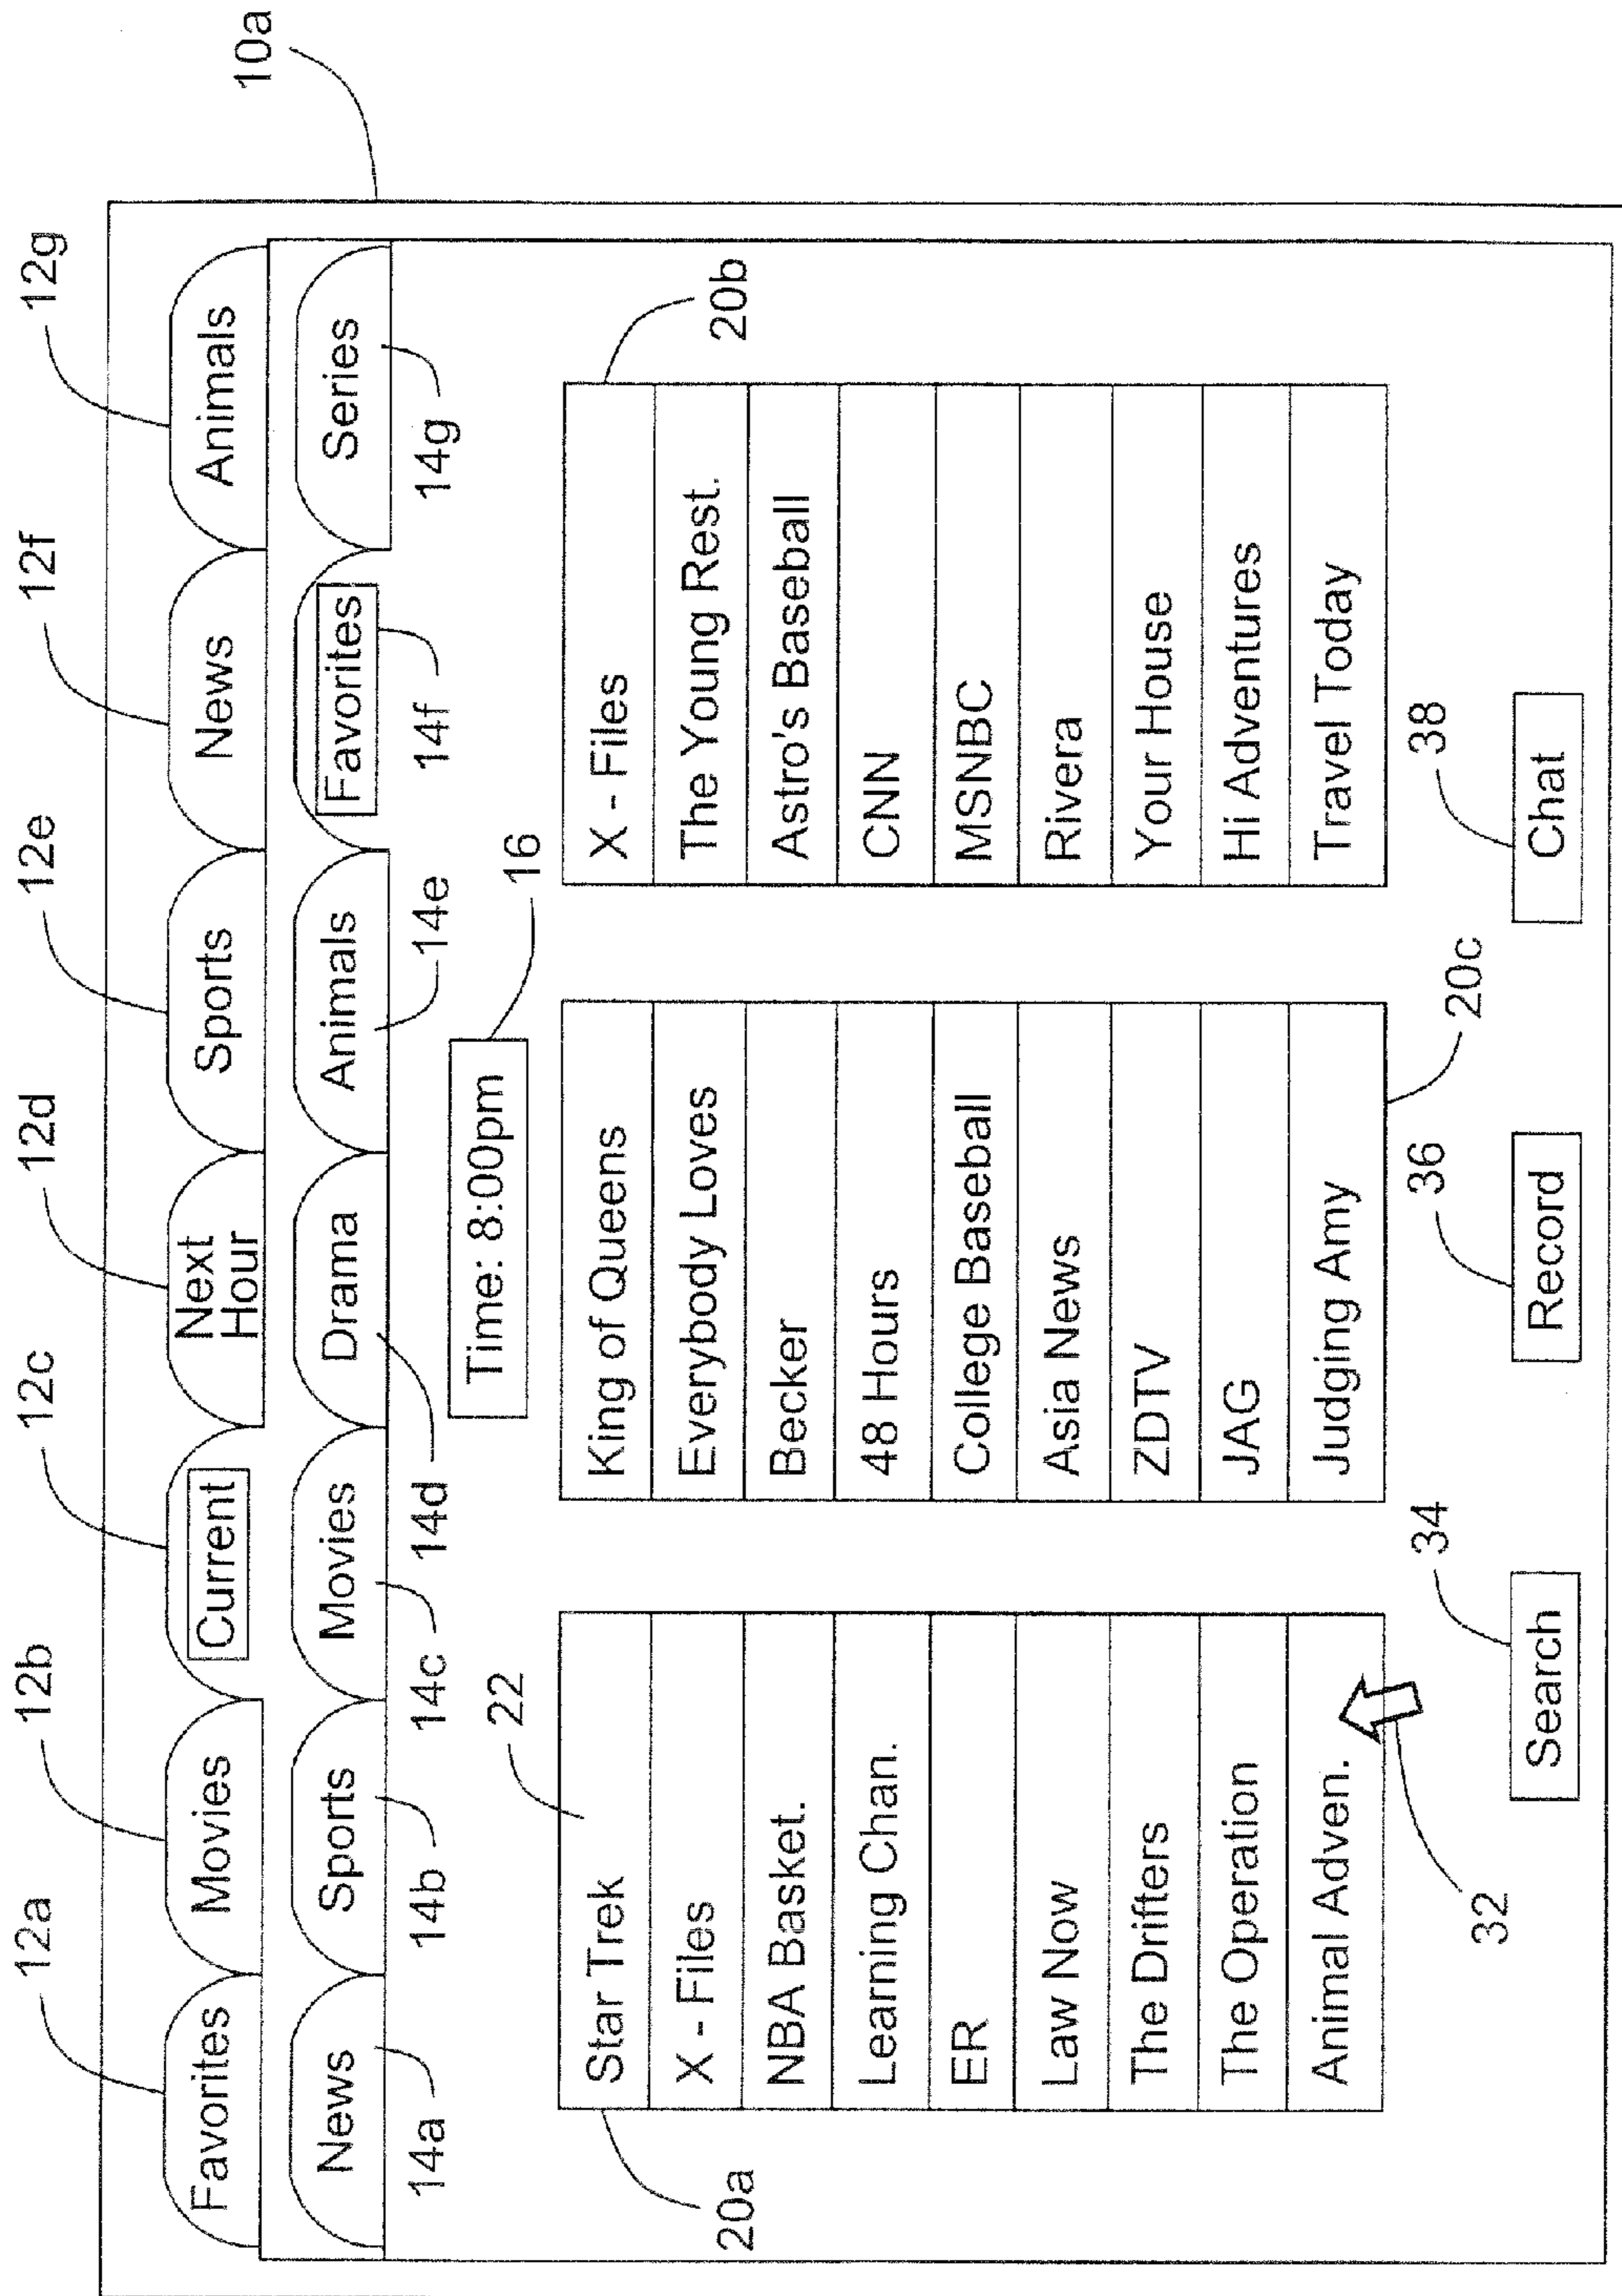 10a
12a
12b
12c
12d
12e
12f
12g
Favorites
Movies
Current
Next
Hour
Sports
News
Animals
News
Sports
Movies
Drama
Animals
Favorites
Series
14a
14b
14c
14d
14e
14f
14g
Time: 8:00pm
16
22
20a
Star Trek
X - Files
NBA Basket.
Learning Chan.
ER
Law Now
The Drifters
The Operation
Animal Adven.
32
King of Queens
Everybody Loves
Becker
48 Hours
College Baseball
Asia News
ZDTV
JAG
Judging Amy
20c
20b
X - Files
The Young Rest.
Astro's Baseball
CNN
MSNBC
Rivera
Your House
Hi Adventures
Travel Today
34
36
38
Search
Record
Chat